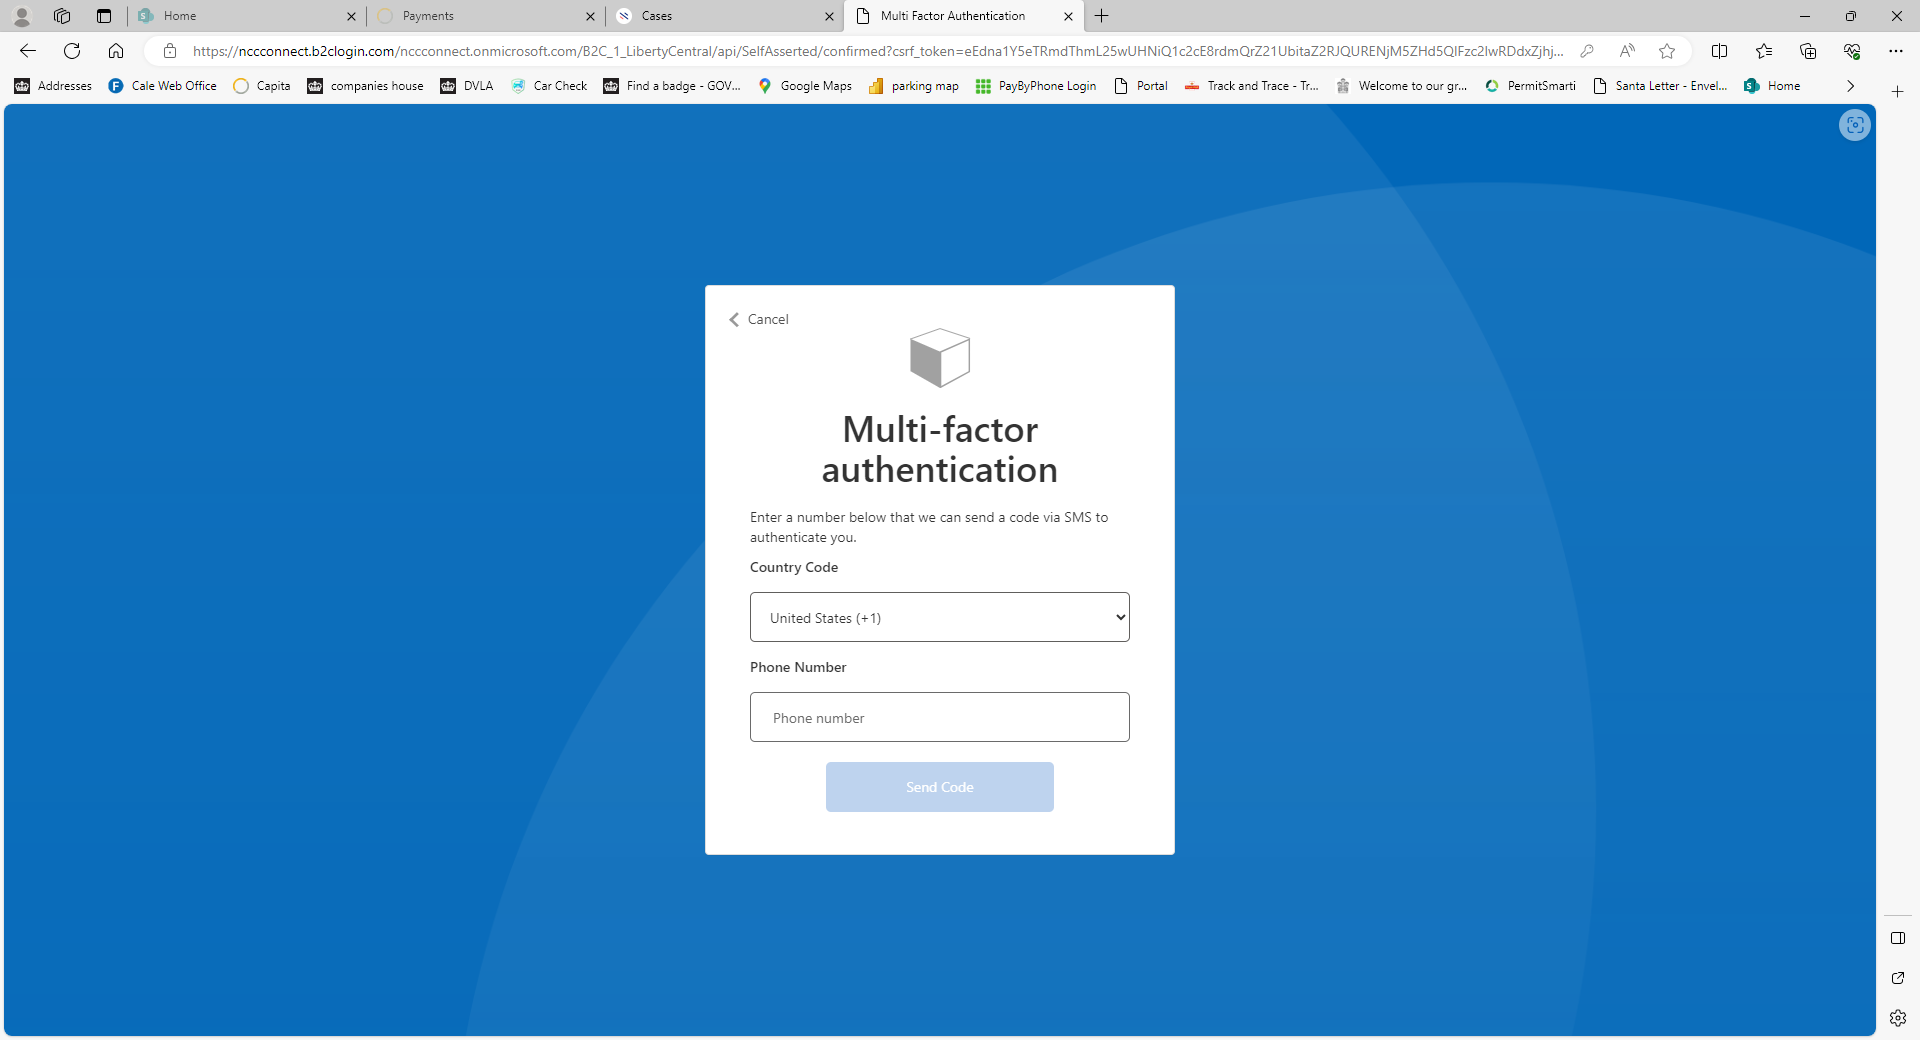 Home
Payments
Cases
Multi Factor Authentication
https://nccconnect.b2clogin.com/nccconnect.onmicrosoft.com/B2C_1_LibertyCentral/api/SelfAsserted/confirmed?csrf_token=eEdna1Y5eTRmdThmL25wUHNiQ1c2cE8rdmQrZ21UbitaZ2RJQURENjM5ZHd5QlFzc2lwRDdxZjhj...
Addresses
Cale Web Office
Capita
companies house
DVLA
Car Check
Find a badge - GOV...
Google Maps
parking map
PayByPhone Login
Portal
Track and Trace - Tr...
Welcome to our gr...
PermitSmarti
Santa Letter - Envel...
Home
Cancel
Multi-factor
authentication
Enter a number below that we can send a code via SMS to
authenticate you.
Country Code
United States (+1)
Phone Number
Phone number
Send Code